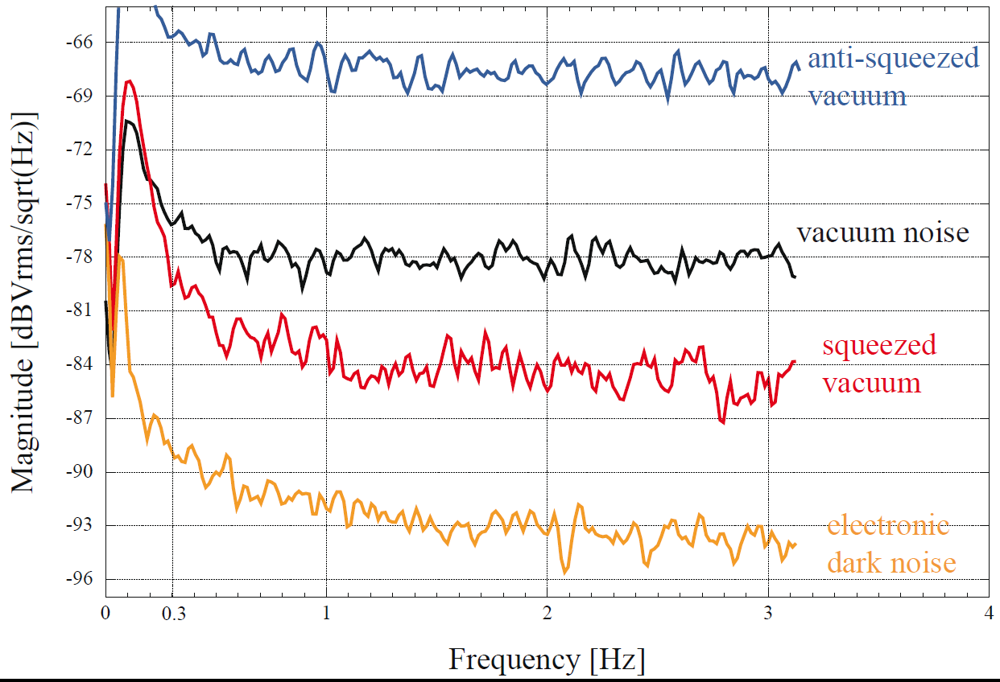 Magnitude [dBVrms/sqrt(Hz)]
-66
-69
-72
-75
-78
-81
-84
-87
-90
-93
-96
anti-squeezed
vacuum
vacuum noise
squeezed
vacuum
electronic
dark noise
0
0.3
1
2
3
4
Frequency [Hz]